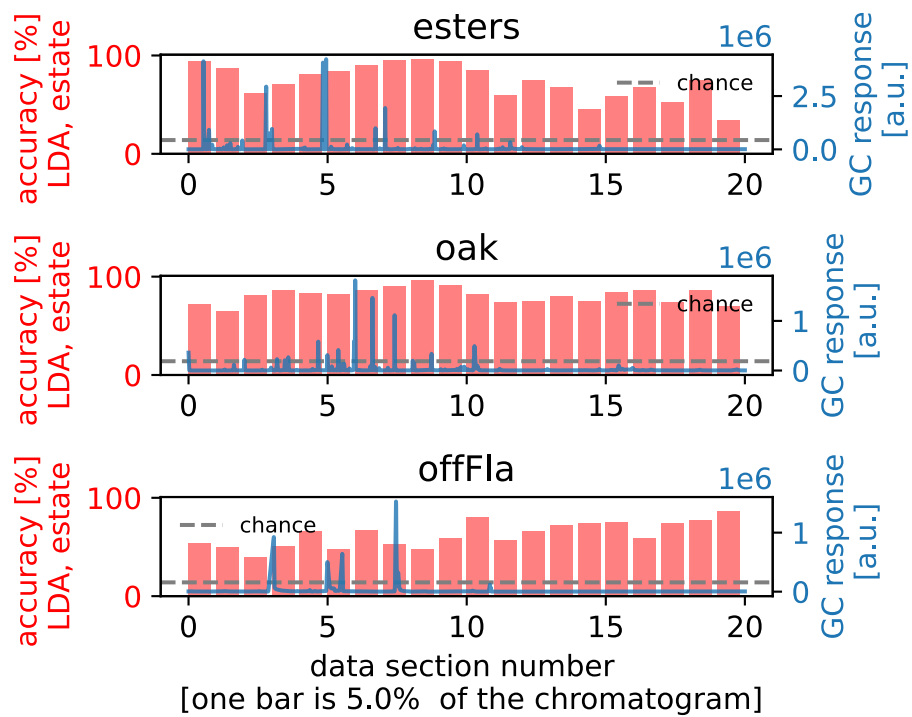 esters
1e6
accuracy [%]
LDA, estate
100
0
chance
2.5
0.0
GC response
[a.u.]
0 5 10 15 20
oak
1e6
accuracy [%]
LDA, estate
100
0
chance
1
0
GC response
[a.u.]
0 5 10 15 20
offFla
1e6
accuracy [%]
LDA, estate
100
0
chance
1
0
GC response
[a.u.]
0 5 10 15 20
data section number
[one bar is 5.0% of the chromatogram]